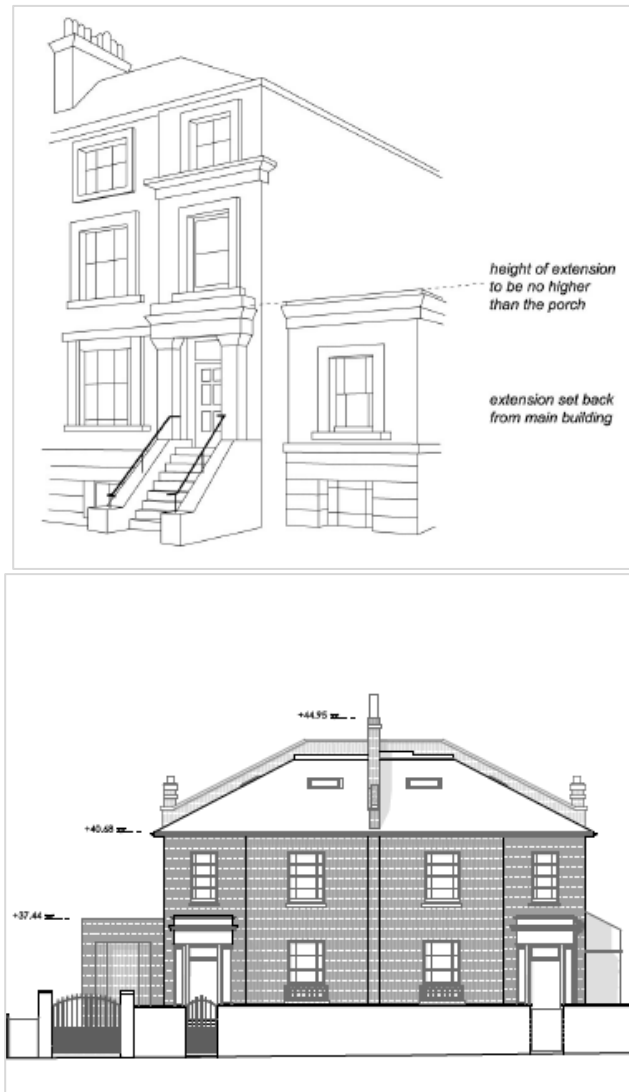 height of extension
to be no higher
than the porch
extension set back
from main building
+44.95
+40.68
+37.44